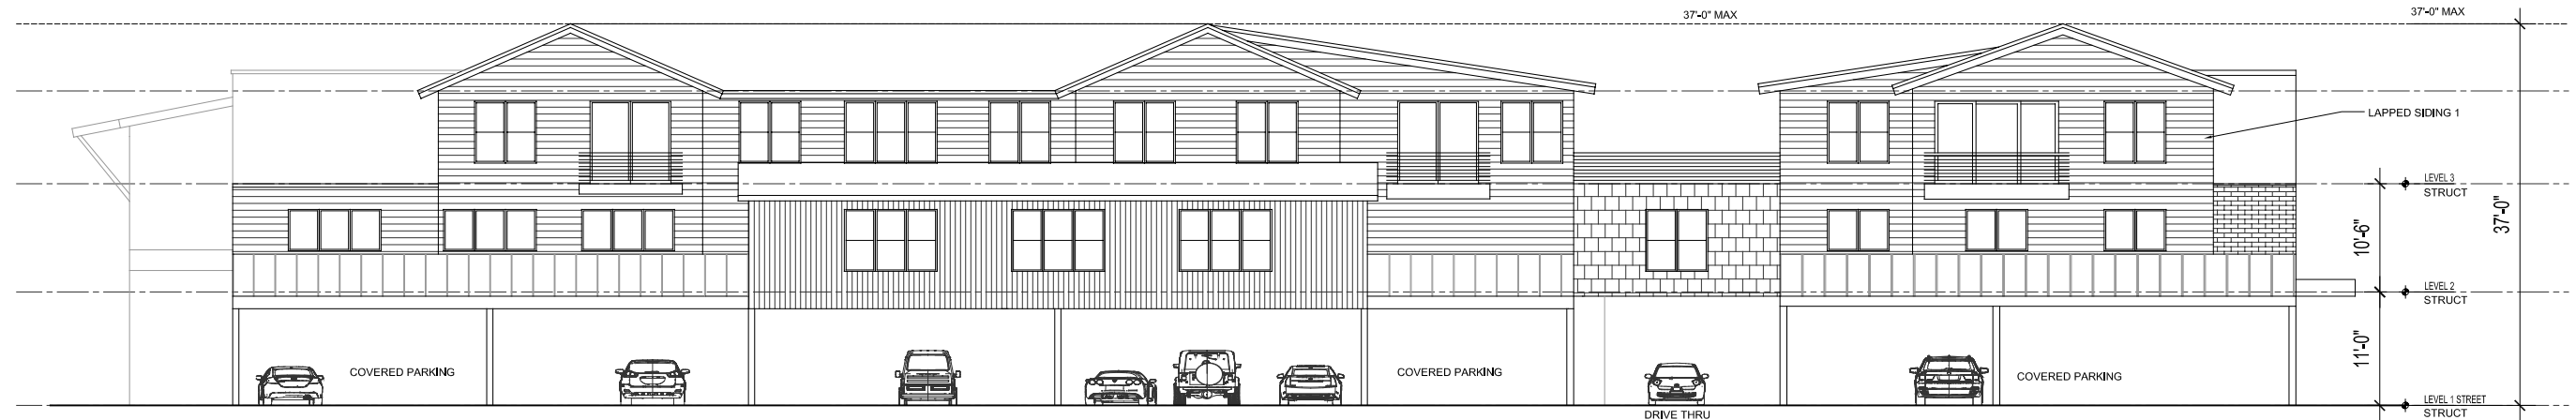 37'-0" MAX
37'-0" MAX
LAPPED SIDING 1
LEVEL 3
STRUCT
37'-0"
10'-6"
LEVEL 2
STRUCT
11'-0"
COVERED PARKING
COVERED PARKING
COVERED PARKING
LEVEL 1 STREET
STRUCT
DRIVE THRU